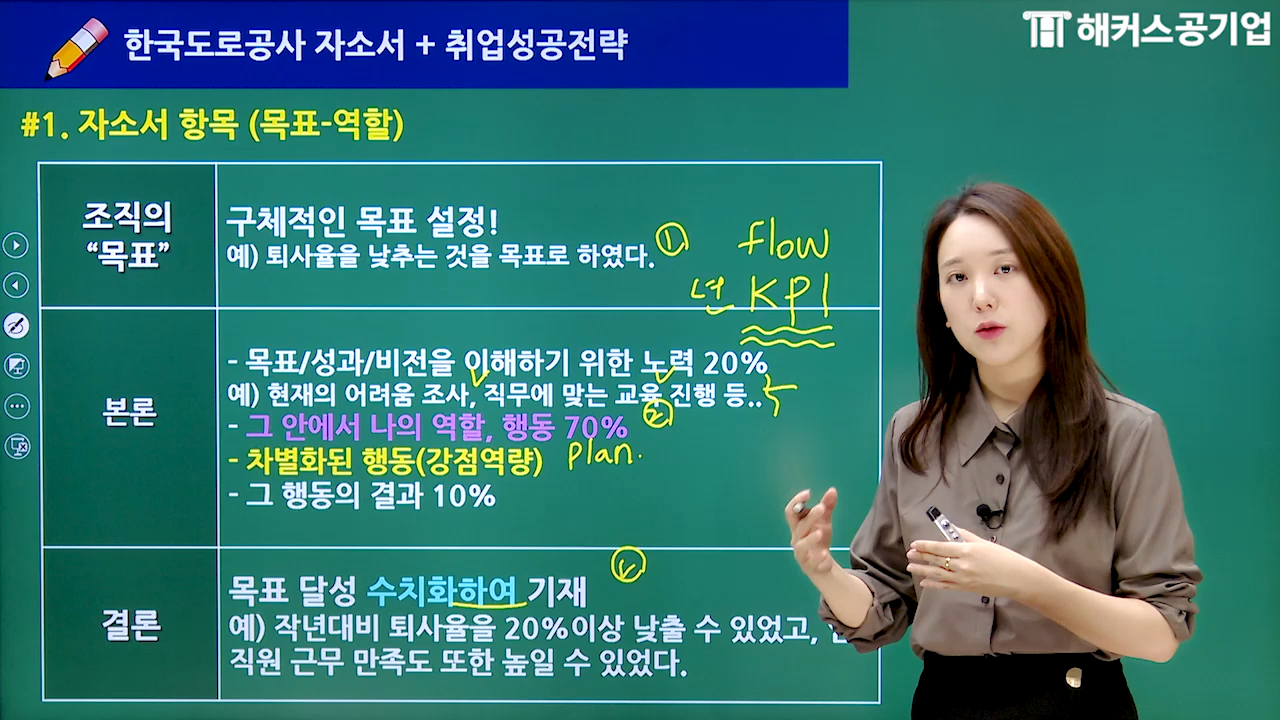 한국도로공사 자소서 + 취업성공전략
해커스공기업
#1. 자소서 항목 (목표-역할)
조직의
“목표”
구체적인 목표 설정!
예) 퇴사율을 낮추는 것을 목표로 하였다.
①
flow
년 KPI
본론
- 목표/성과/비전을 이해하기 위한 노력 20%
예) 현재의 어려움 조사, 직무에 맞는 교육 진행 등..
②
- 그 안에서 나의 역할, 행동 70%
- 차별화된 행동(강점역량)
plan.
- 그 행동의 결과 10%
결론
목표 달성 수치화하여 기재
예) 작년대비 퇴사율을 20%이상 낮출 수 있었고,
직원 근무 만족도 또한 높일 수 있었다.